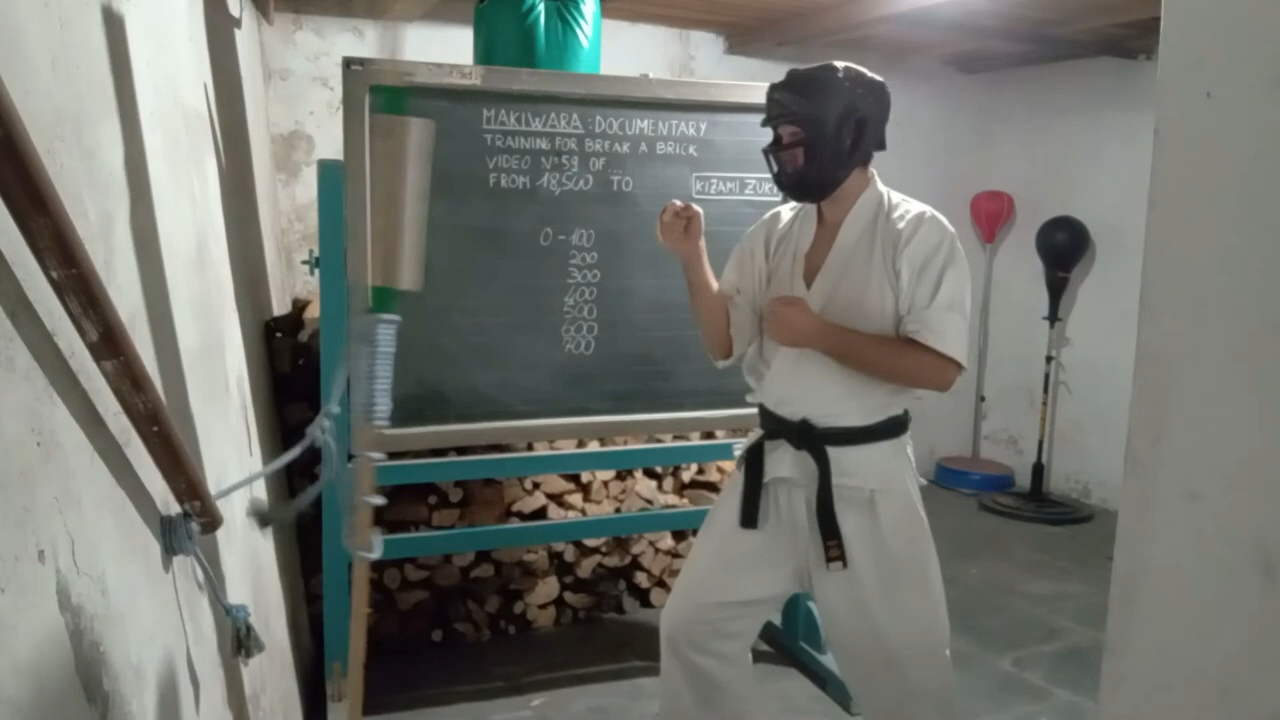 MAKIWARA : DOCUMENTARY
TRAINING FOR BREAK A BRICK
VIDEO N°59 OF...
FROM 18,500 TO
KIZAMI ZUKI
0-100
200
300
400
500
600
700